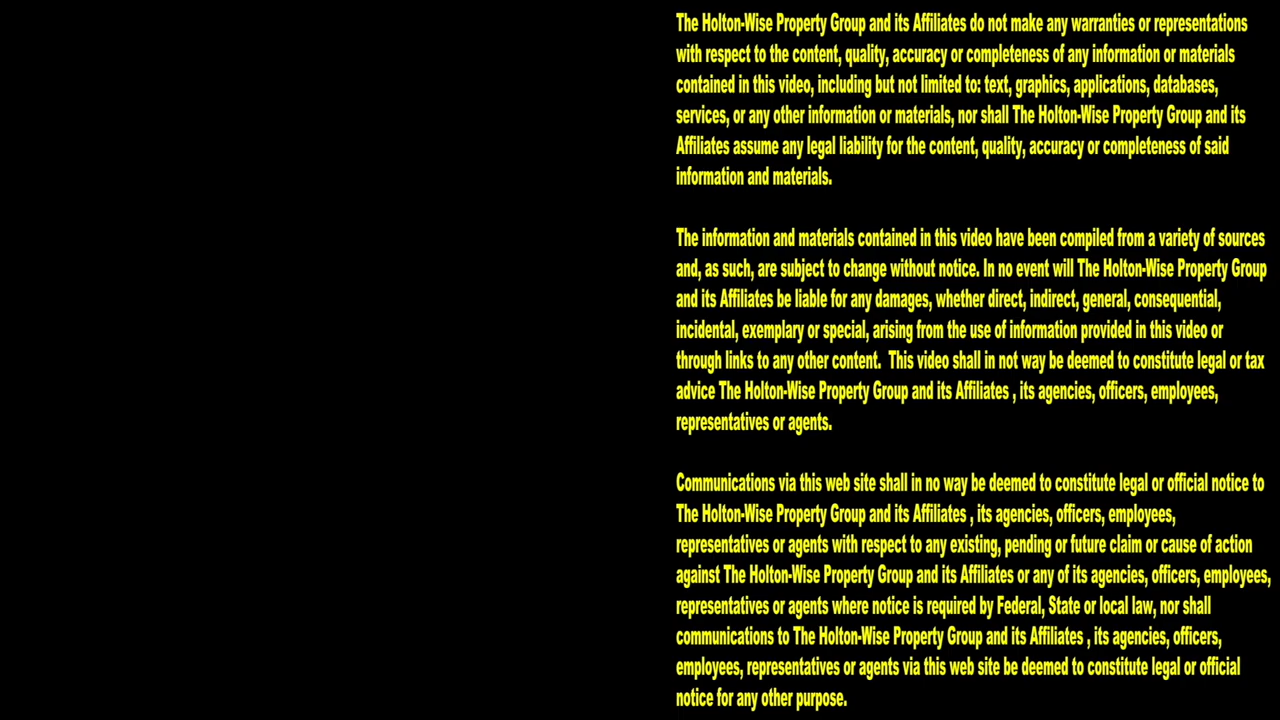 The Holton-Wise Property Group and its Affiliates do not make any warranties or representations
with respect to the content, quality, accuracy or completeness of any information or materials
contained in this video, including but not limited to: text, graphics, applications, databases,
services, or any other information or materials, nor shall The Holton-Wise Property Group and its
Affiliates assume any legal liability for the content, quality, accuracy or completeness of said
information and materials.
The information and materials contained in this video have been compiled from a variety of sources
and, as such, are subject to change without notice. In no event will The Holton-Wise Property Group
and its Affiliates be liable for any damages, whether direct, indirect, general, consequential,
incidental, exemplary or special, arising from the use of information provided in this video or
through links to any other content.  This video shall in not way be deemed to constitute legal or tax
advice The Holton-Wise Property Group and its Affiliates , its agencies, officers, employees,
representatives or agents.
Communications via this web site shall in no way be deemed to constitute legal or official notice to
The Holton-Wise Property Group and its Affiliates , its agencies, officers, employees,
representatives or agents with respect to any existing, pending or future claim or cause of action
against The Holton-Wise Property Group and its Affiliates or any of its agencies, officers, employees,
representatives or agents where notice is required by Federal, State or local law, nor shall
communications to The Holton-Wise Property Group and its Affiliates , its agencies, officers,
employees, representatives or agents via this web site be deemed to constitute legal or official
notice for any other purpose.